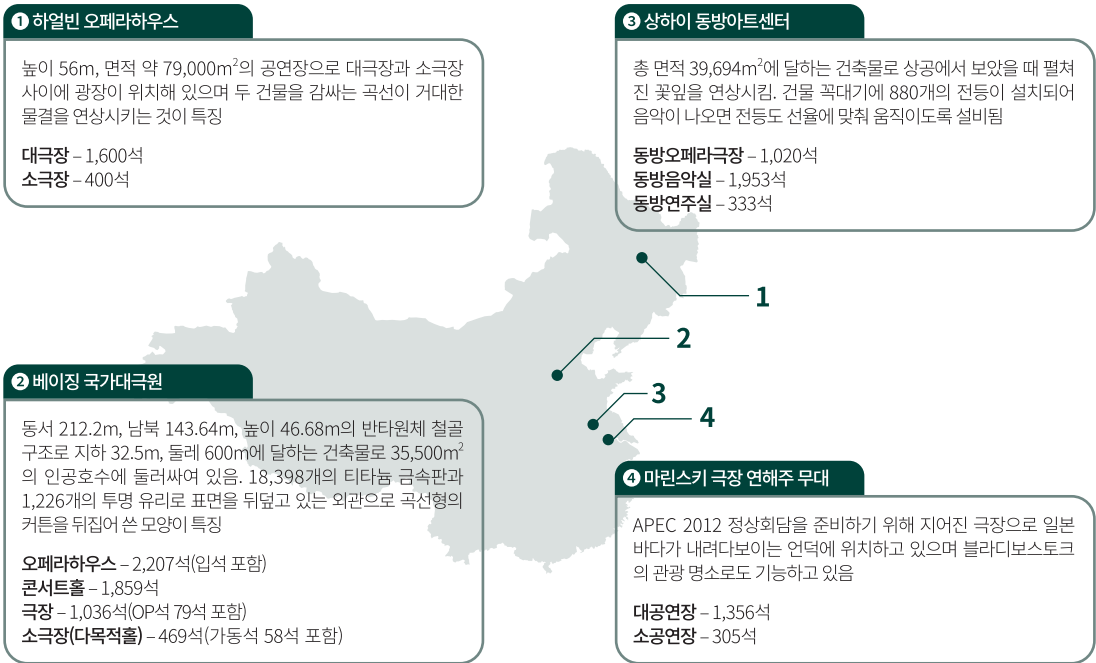 ❶ 하얼빈 오페라하우스
높이 56m, 면적 약 79,000m²의 공연장으로 대극장과 소극장
사이에 광장이 위치해 있으며 두 건물을 감싸는 곡선이 거대한
물결을 연상시키는 것이 특징
대극장 – 1,600석
소극장 – 400석
❸ 상하이 동방아트센터
총 면적 39,694m²에 달하는 건축물로 상공에서 보았을 때 펼쳐
진 꽃잎을 연상시킴. 건물 꼭대기에 880개의 전등이 설치되어
음악이 나오면 전등도 선율에 맞춰 움직이도록 설비됨
동방오페라극장 – 1,020석
동방음악실 – 1,953석
동방연주실 – 333석
1
2
3
4
❷ 베이징 국가대극원
동서 212.2m, 남북 143.64m, 높이 46.68m의 반타원체 철골
구조로 지하 32.5m, 둘레 600m에 달하는 건축물로 35,500m²
의 인공호수에 둘러싸여 있음. 18,398개의 티타늄 금속판과
1,226개의 투명 유리로 표면을 뒤덮고 있는 외관으로 곡선형의
커튼을 뒤집어 쓴 모양이 특징
오페라하우스 – 2,207석(입석 포함)
콘서트홀 – 1,859석
극장 – 1,036석(OP석 79석 포함)
소극장(다목적홀) – 469석(가동석 58석 포함)
❹ 마린스키 극장 연해주 무대
APEC 2012 정상회담을 준비하기 위해 지어진 극장으로 일본
바다가 내려다보이는 언덕에 위치하고 있으며 블라디보스토크
의 관광 명소로도 기능하고 있음
대공연장 – 1,356석
소공연장 – 305석